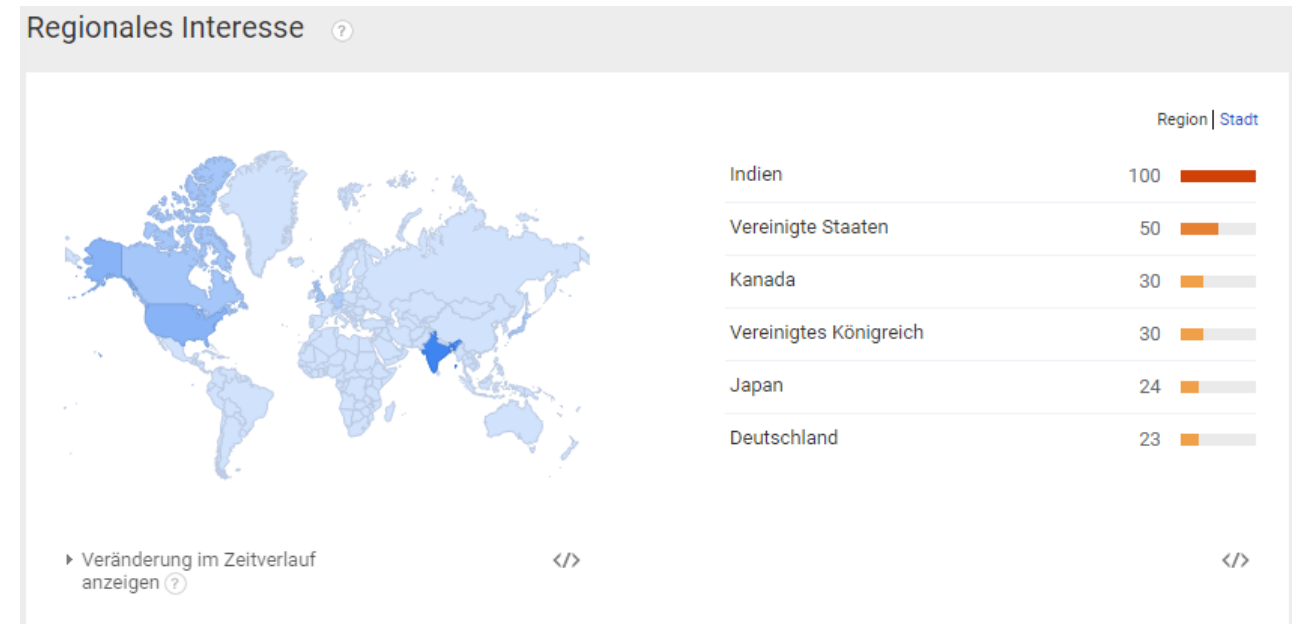 Regionales Interesse ?
Region | Stadt
Indien 100
Vereinigte Staaten 50
Kanada 30
Vereinigtes Königreich 30
Japan 24
Deutschland 23
Veränderung im Zeitverlauf
anzeigen ?
</> </>